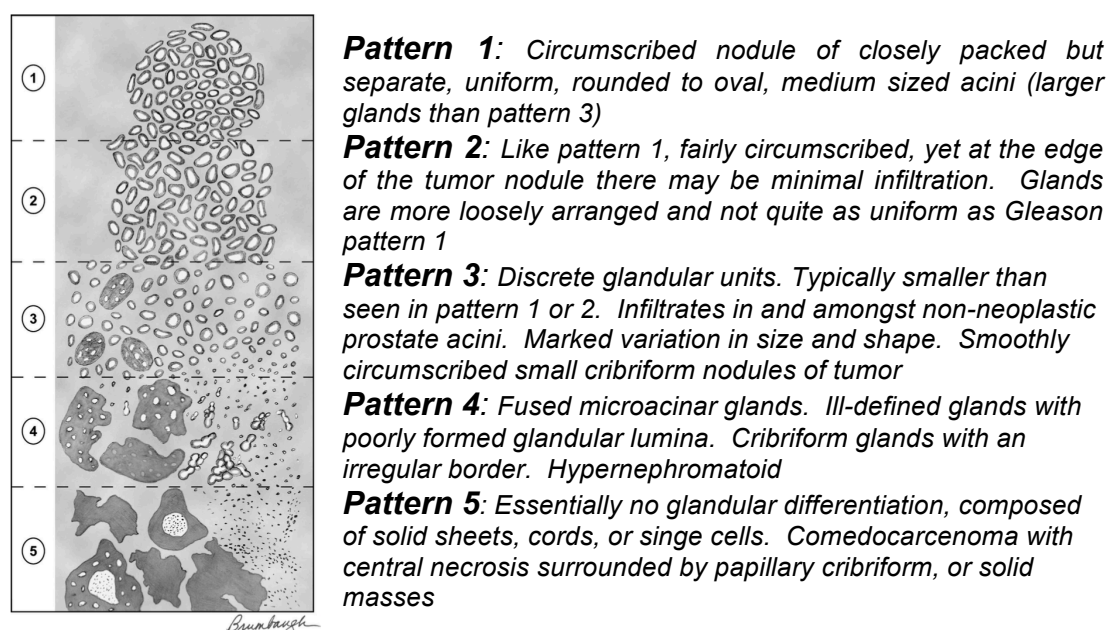 1
2
3
4
5
Brumbaugh
Pattern 1: Circumscribed nodule of closely packed but
separate, uniform, rounded to oval, medium sized acini (larger
glands than pattern 3)
Pattern 2: Like pattern 1, fairly circumscribed, yet at the edge
of the tumor nodule there may be minimal infiltration. Glands
are more loosely arranged and not quite as uniform as Gleason
pattern 1
Pattern 3: Discrete glandular units. Typically smaller than
seen in pattern 1 or 2. Infiltrates in and amongst non-neoplastic
prostate acini. Marked variation in size and shape. Smoothly
circumscribed small cribriform nodules of tumor
Pattern 4: Fused microacinar glands. Ill-defined glands with
poorly formed glandular lumina. Cribriform glands with an
irregular border. Hypernephromatoid
Pattern 5: Essentially no glandular differentiation, composed
of solid sheets, cords, or singe cells. Comedocarcenoma with
central necrosis surrounded by papillary cribriform, or solid
masses